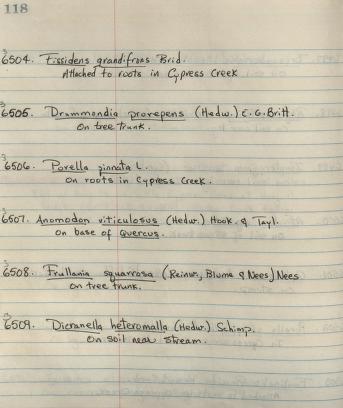 118
6504. Fissidens grandifrons Brid.
Attached to roots in Cypress Creek
6505. Drummondia prorepens (Hedw.) E.G. Britt.
on tree trunk.
6506. Porella pinnata L.
on roots in Cypress Creek.
6507. Anomodon viticulosus (Hedw.) Hook. & Tayl.
on base of Quercus.
6508. Frullania squarrosa (Reinw., Blume & Nees) Nees
on tree trunk.
6509. Dicranella heteromalla (Hedw.) Schimp.
on soil near stream.